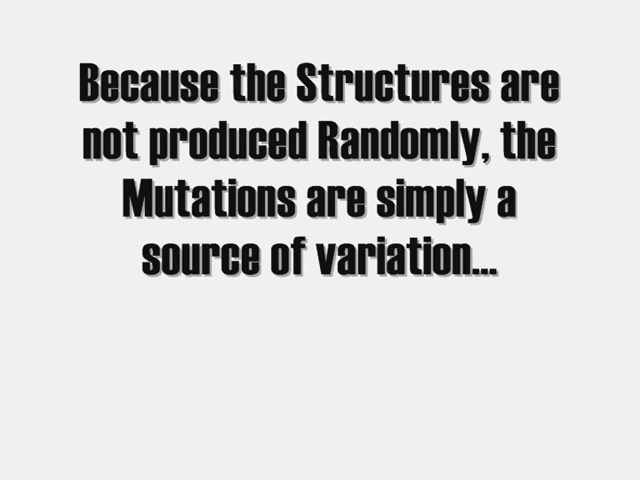 Because the Structures are
not produced Randomly, the
Mutations are simply a
source of variation...